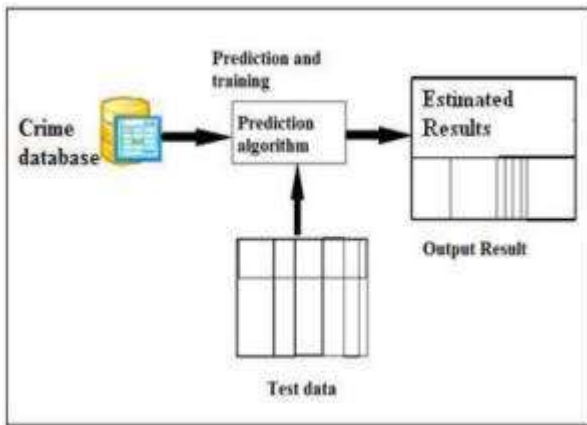 Prediction and
training
Crime
database
Prediction
algorithm
Estimated
Results
Output Result
Test data